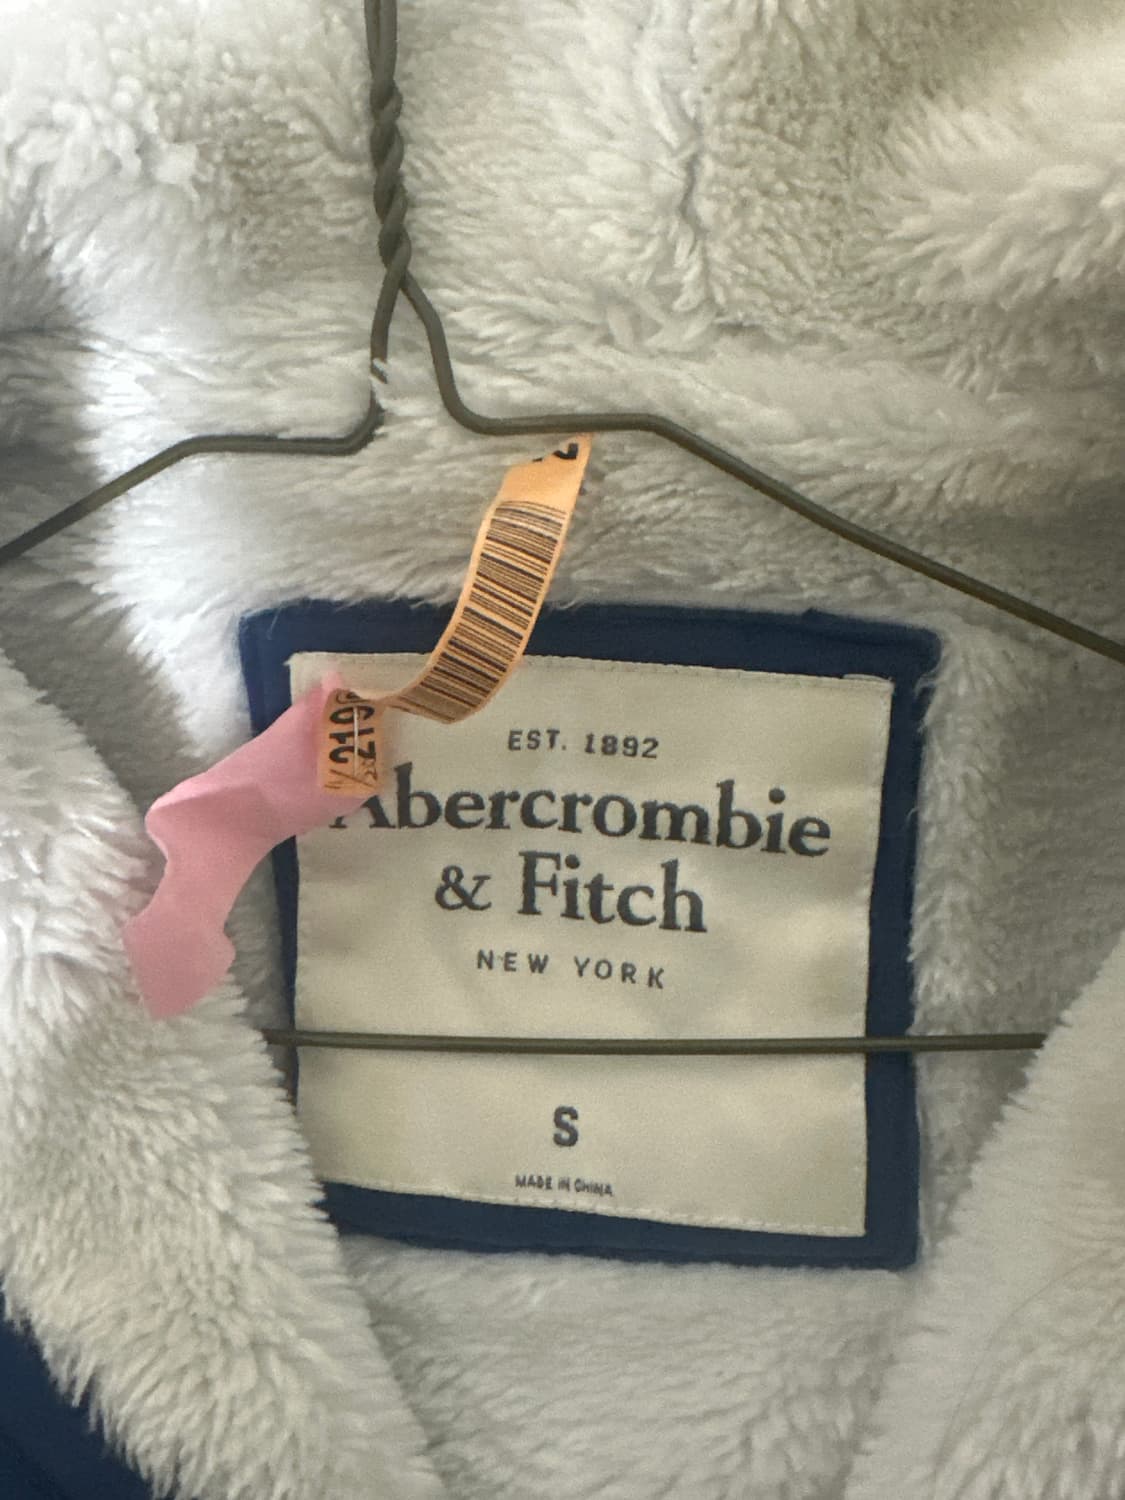 EST. 1892
Abercrombie
& Fitch
NEW YORK
S
MADE IN CHINA